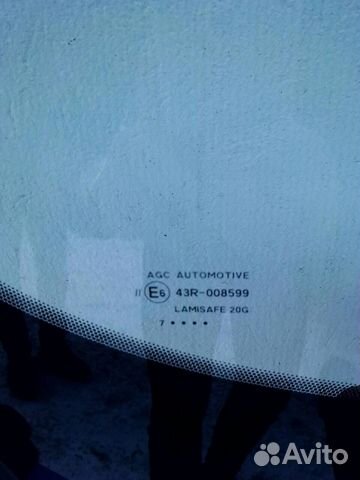 AGC AUTOMOTIVE
II E6 43R-008599
LAMISAFE 20G
7 • • • •
Avito